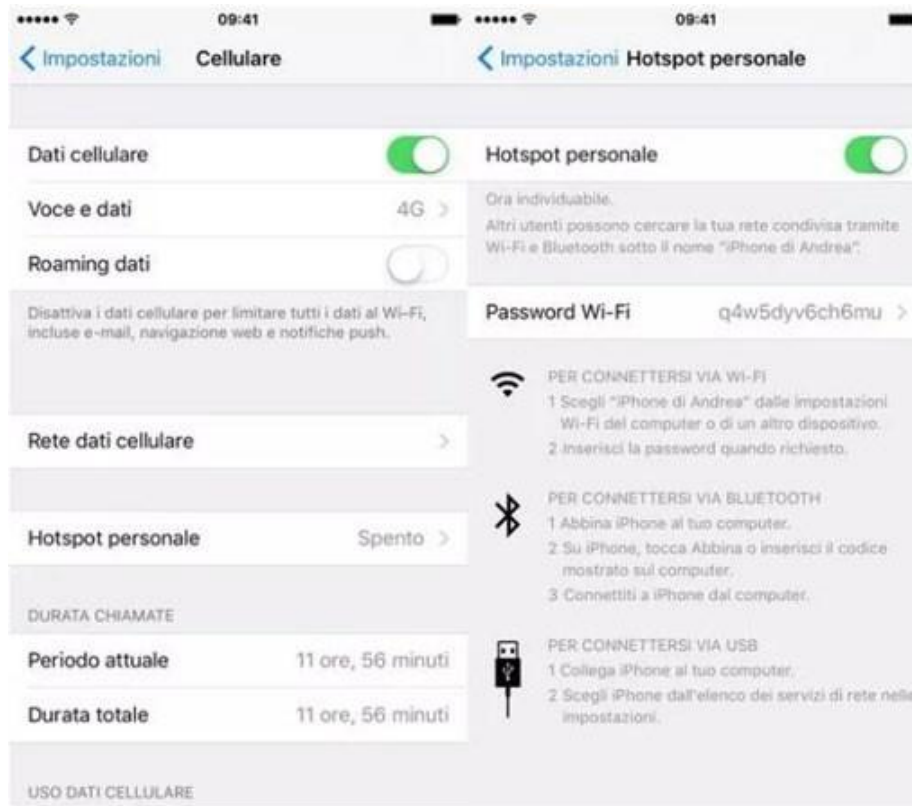 09:41
Impostazioni Cellulare
Dati cellulare
Voce e dati 4G
Roaming dati
Disattiva i dati cellulare per limitare tutti i dati al Wi-Fi,
incluse e-mail, navigazione web e notifiche push.
Rete dati cellulare
Hotspot personale Spento
DURATA CHIAMATE
Periodo attuale 11 ore, 56 minuti
Durata totale 11 ore, 56 minuti
USO DATI CELLULARE
09:41
Impostazioni Hotspot personale
Hotspot personale
Ora individuabile.
Altri utenti possono cercare la tua rete condivisa tramite
Wi-Fi e Bluetooth sotto il nome "iPhone di Andrea".
Password Wi-Fi q4w5dyv6ch6mu
PER CONNETTERSI VIA WI-FI
1 Scegli "iPhone di Andrea" dalle impostazioni
Wi-Fi del computer o di un altro dispositivo.
2 Inserisci la password quando richiesto.
PER CONNETTERSI VIA BLUETOOTH
1 Abbina iPhone al tuo computer.
2 Su iPhone, tocca Abbina o inserisci il codice
mostrato sul computer.
3 Connettiti a iPhone dal computer.
PER CONNETTERSI VIA USB
1 Collega iPhone al tuo computer.
2 Scegli iPhone dall'elenco dei servizi di rete nelle
impostazioni.